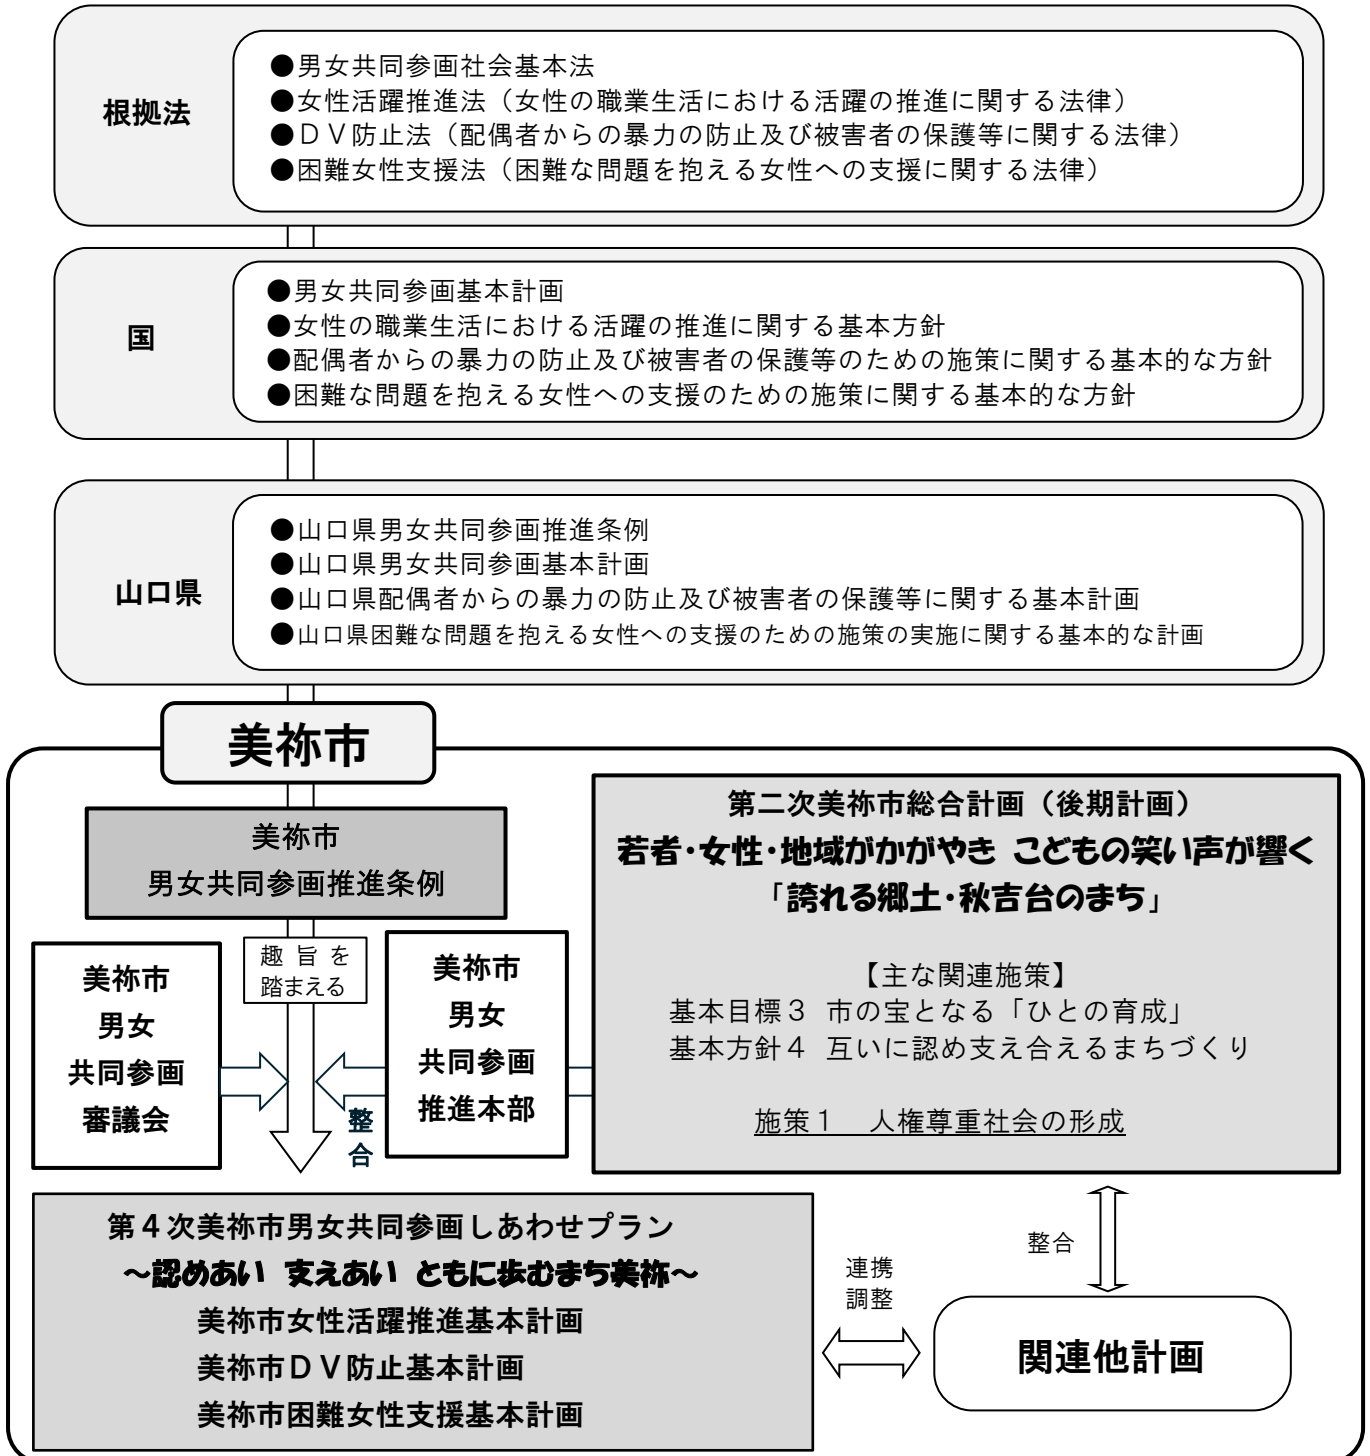 根拠法
●男女共同参画社会基本法
●女性活躍推進法（女性の職業生活における活躍の推進に関する法律）
●ＤＶ防止法（配偶者からの暴力の防止及び被害者の保護等に関する法律）
●困難女性支援法（困難な問題を抱える女性への支援に関する法律）
国
●男女共同参画基本計画
●女性の職業生活における活躍の推進に関する基本方針
●配偶者からの暴力の防止及び被害者の保護等のための施策に関する基本的な方針
●困難な問題を抱える女性への支援のための施策に関する基本的な方針
山口県
●山口県男女共同参画推進条例
●山口県男女共同参画基本計画
●山口県配偶者からの暴力の防止及び被害者の保護等に関する基本計画
●山口県困難な問題を抱える女性への支援のための施策の実施に関する基本的な計画
美祢市
美祢市
男女共同参画推進条例
趣旨を
踏まえる
美祢市
男女
共同参画
審議会
美祢市
男女
共同参画
推進本部
整
合
第二次美祢市総合計画（後期計画）
若者・女性・地域がかがやき こどもの笑い声が響く
「誇れる郷土・秋吉台のまち」
【主な関連施策】
基本目標３ 市の宝となる「ひとの育成」
基本方針４ 互いに認め支え合えるまちづくり
施策１　人権尊重社会の形成
第４次美祢市男女共同参画しあわせプラン
～認めあい 支えあい ともに歩むまち美祢～
美祢市女性活躍推進基本計画
美祢市ＤＶ防止基本計画
美祢市困難女性支援基本計画
連携
調整
整合
関連他計画